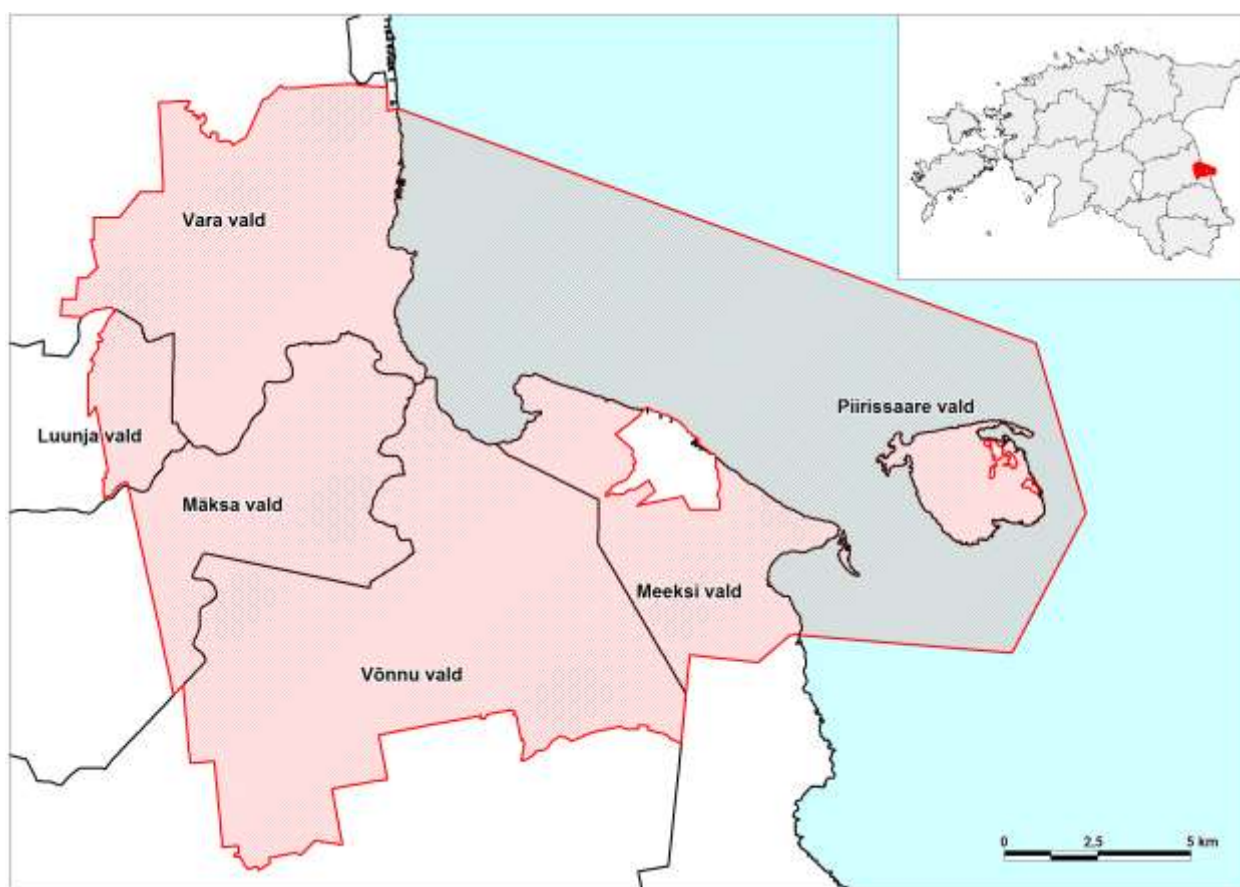 Vara vald
Piirissaare vald
Luunja vald
Mäksa vald
Meeksi vald
Võnnu vald
0 2.5 5 km